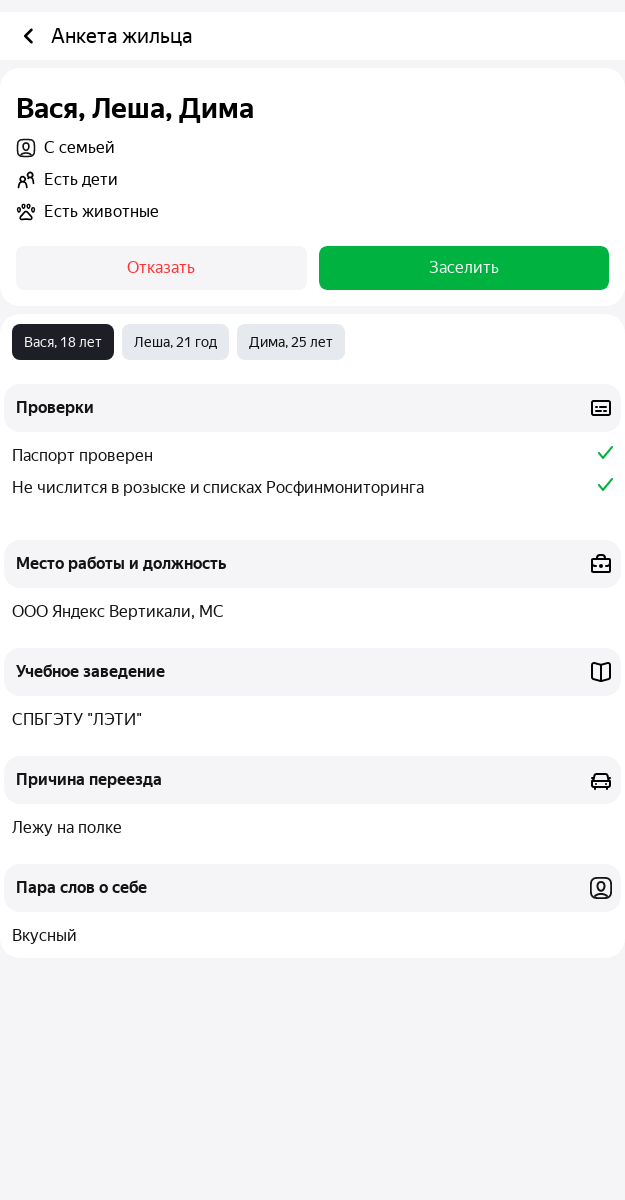 Анкета жильца
Вася, Леша, Дима
С семьей
Есть дети
Есть животные
Отказать
Заселить
Вася, 18 лет
Леша, 21 год
Дима, 25 лет
Проверки
Паспорт проверен
Не числится в розыске и списках Росфинмониторинга
Место работы и должность
ООО Яндекс Вертикали, МС
Учебное заведение
СПБГЭТУ "ЛЭТИ"
Причина переезда
Лежу на полке
Пара слов о себе
Вкусный